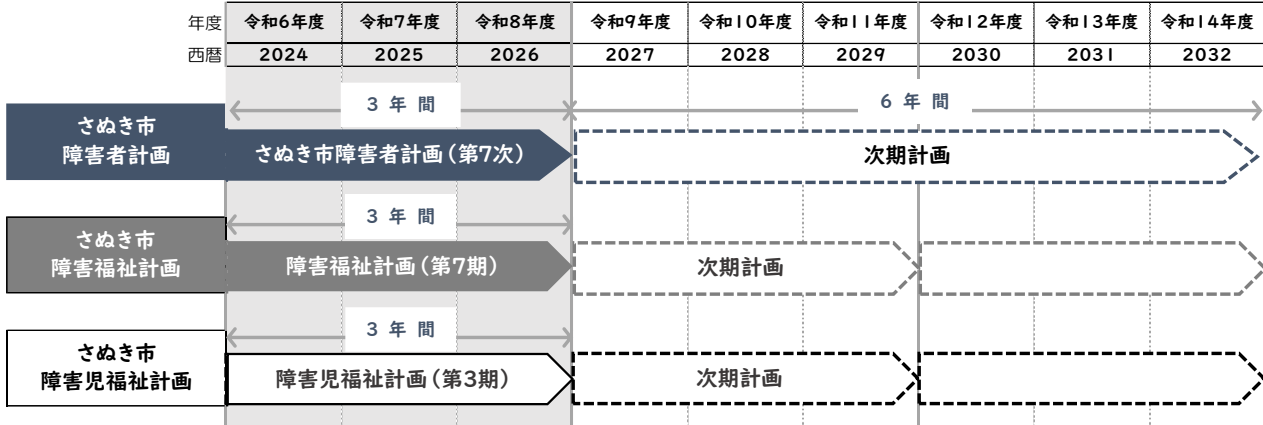 年度 令和6年度 令和7年度 令和8年度 令和9年度 令和10年度 令和11年度 令和12年度 令和13年度 令和14年度
西暦 2024 2025 2026 2027 2028 2029 2030 2031 2032
3年間 6年間
さぬき市
障害者計画
さぬき市障害者計画(第7次) 次期計画
3年間
さぬき市
障害福祉計画
障害福祉計画(第7期) 次期計画
3年間
さぬき市
障害児福祉計画
障害児福祉計画(第3期) 次期計画